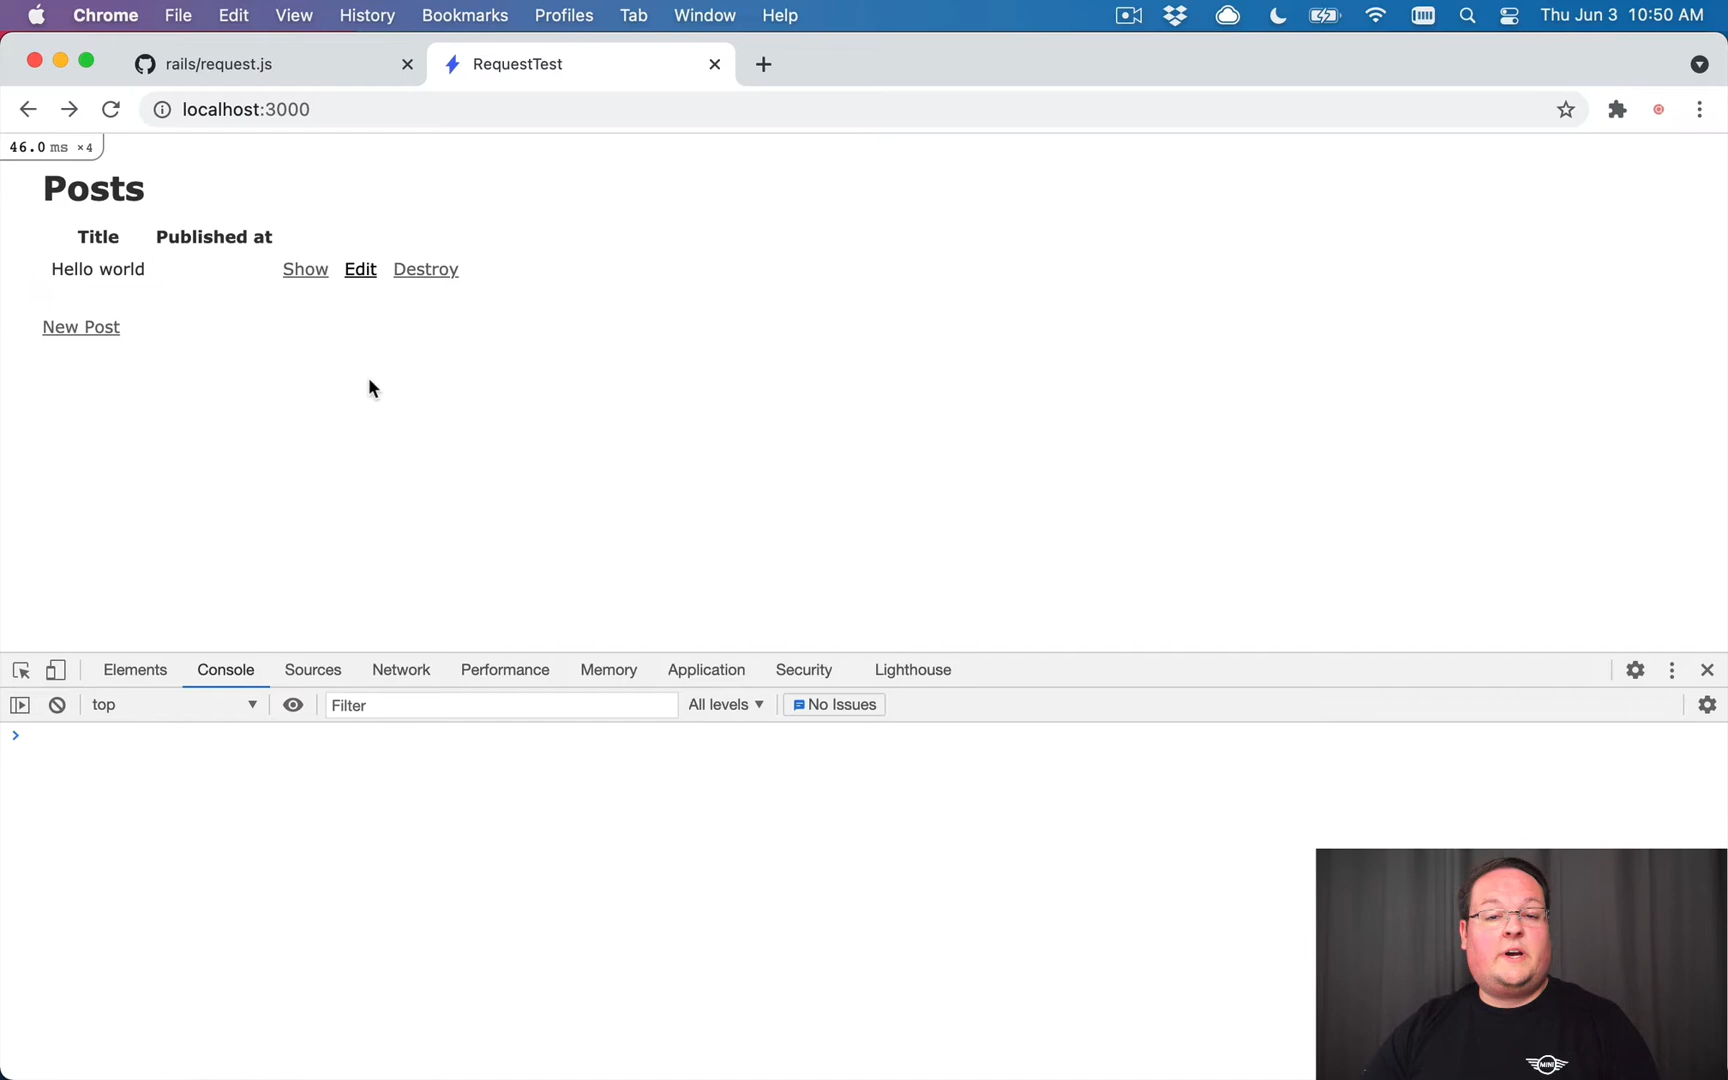 Chrome File Edit View History Bookmarks Profiles Tab Window Help Thu Jun 3 10:50 AM
rails/request.js RequestTest
localhost:3000
46.0 ms ×4
Posts
Title Published at
Hello world Show Edit Destroy
New Post
Elements Console Sources Network Performance Memory Application Security Lighthouse
top Filter All levels No Issues
MINI